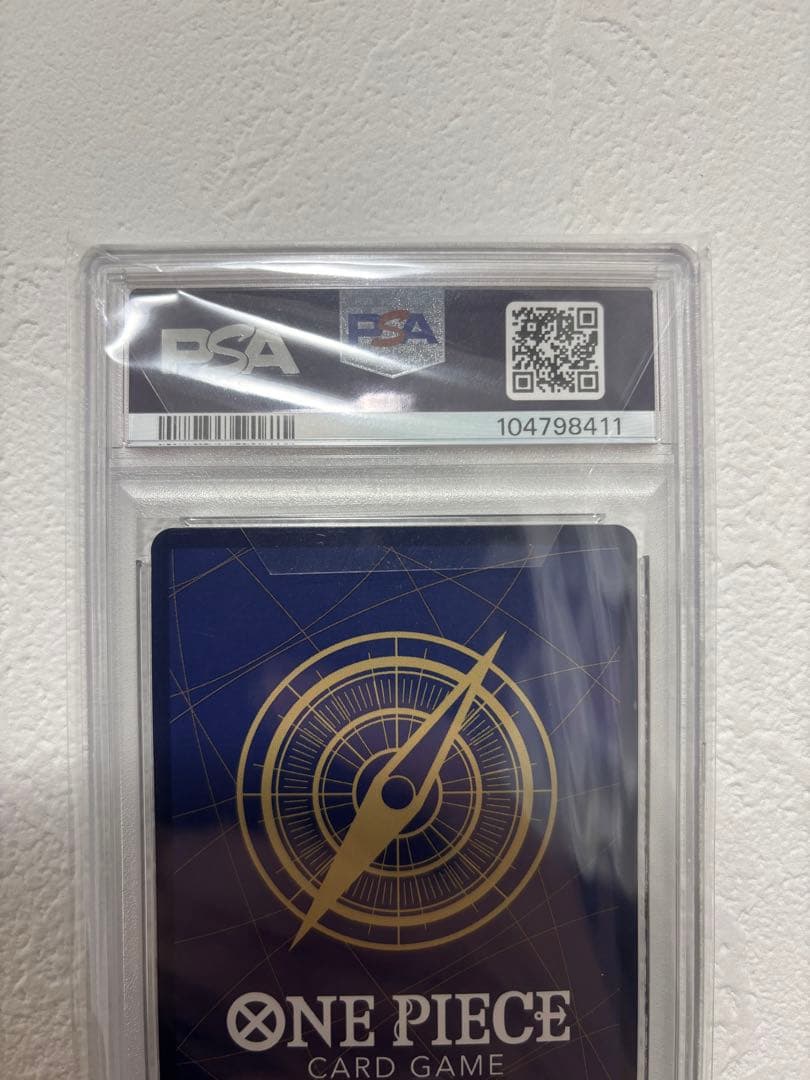 PSA
PSA
104798411
ONE PIECE
CARD GAME